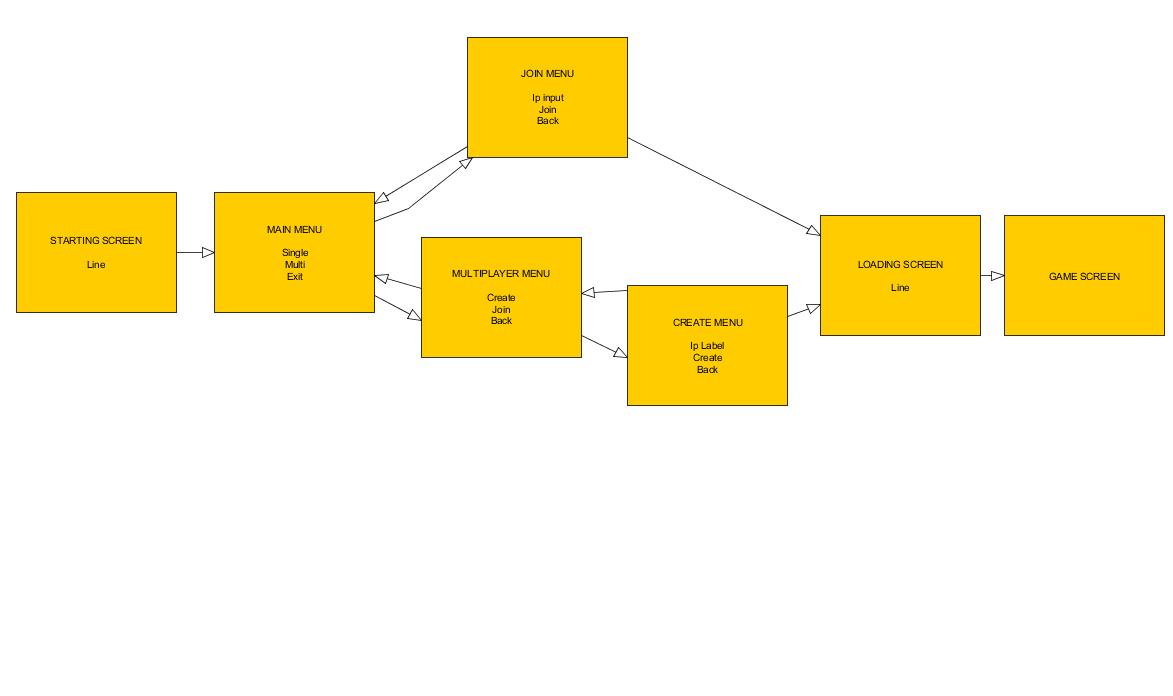 JOIN MENU
Ip input
Join
Back
STARTING SCREEN
Line
MAIN MENU
Single
Multi
Exit
MULTIPLAYER MENU
Create
Join
Back
CREATE MENU
Ip Label
Create
Back
LOADING SCREEN
Line
GAME SCREEN